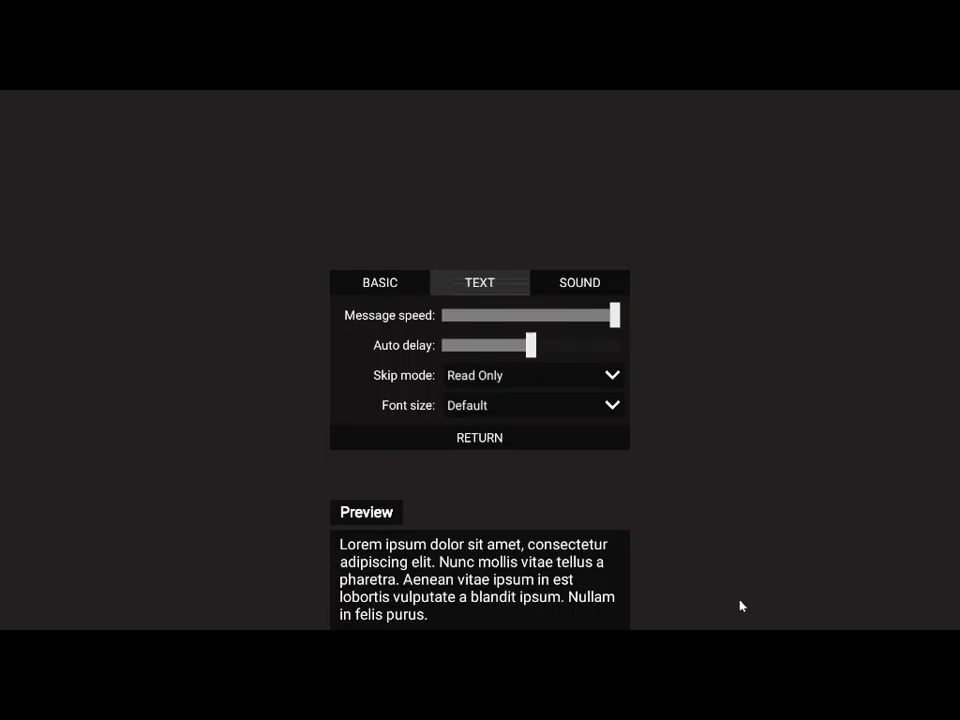 BASIC TEXT SOUND
Message speed:
Auto delay:
Skip mode: Read Only
Font size: Default
RETURN
Preview
Lorem ipsum dolor sit amet, consectetur
adipiscing elit. Nunc mollis vitae tellus a
pharetra. Aenean vitae ipsum in est
lobortis vulputate a blandit ipsum. Nullam
in felis purus.